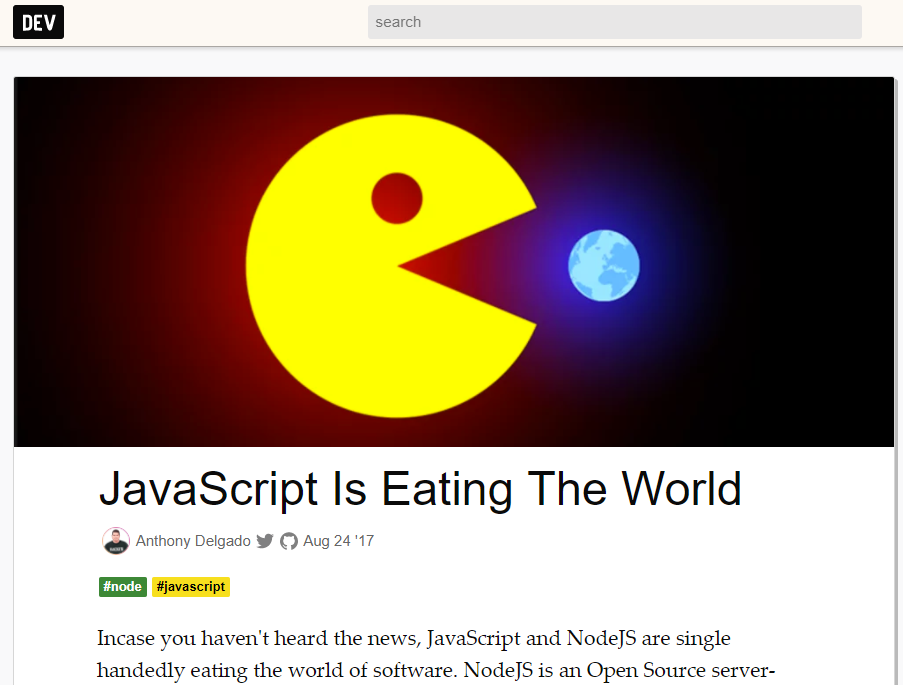 DEV
search
JavaScript Is Eating The World
Anthony Delgado Aug 24 '17
#node #javascript
Incase you haven't heard the news, JavaScript and NodeJS are single
handedly eating the world of software. NodeJS is an Open Source server-